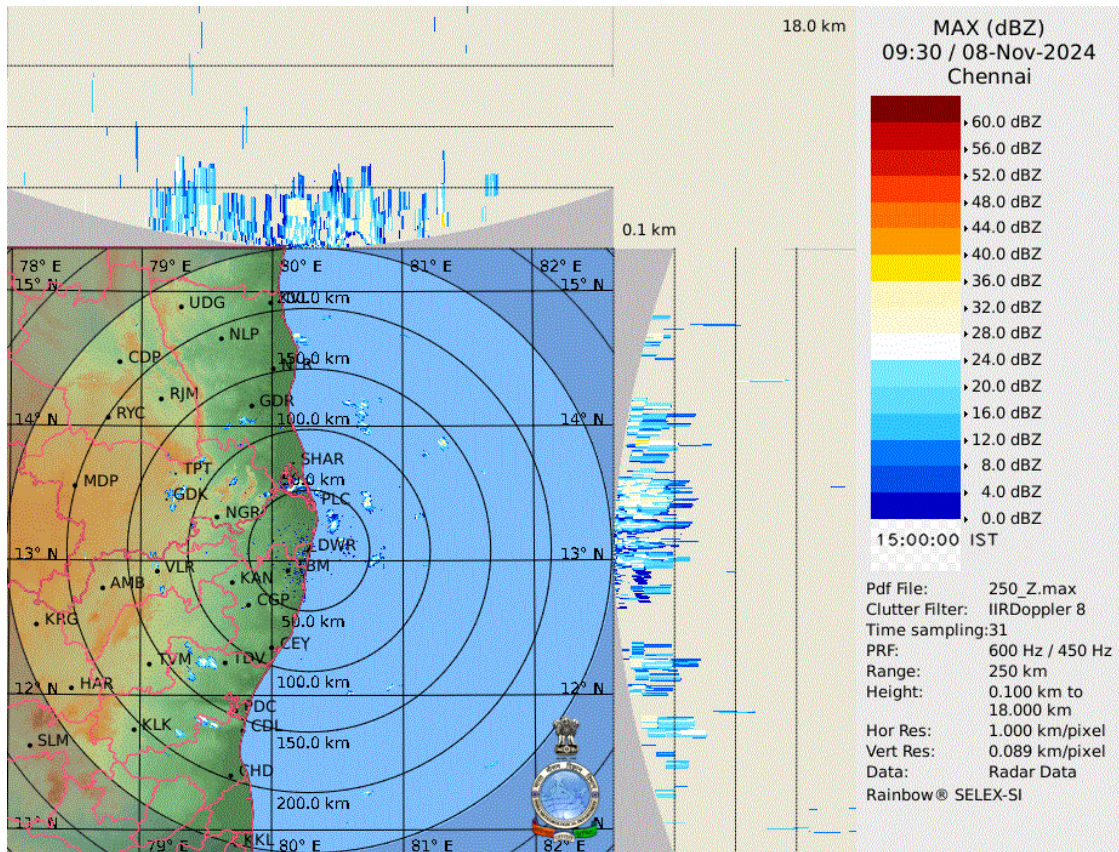 18.0 km
0.1 km
MAX (dBZ)
09:30 / 08-Nov-2024
Chennai
60.0 dBZ
56.0 dBZ
52.0 dBZ
48.0 dBZ
44.0 dBZ
40.0 dBZ
36.0 dBZ
32.0 dBZ
28.0 dBZ
24.0 dBZ
20.0 dBZ
16.0 dBZ
12.0 dBZ
8.0 dBZ
4.0 dBZ
0.0 dBZ
15:00:00 IST
Pdf File: 250_Z.max
Clutter Filter: IIRDoppler 8
Time sampling:31
PRF: 600 Hz / 450 Hz
Range: 250 km
Height: 0.100 km to
18.000 km
Hor Res: 1.000 km/pixel
Vert Res: 0.089 km/pixel
Data: Radar Data
Rainbow® SELEX-SI
78° E 79° E 80° E 81° E 82° E
15° N 15° N
UDG
NLP
150.0 km
CDP
RJM
GDR
RYC
100.0 km
14° N 14° N
SHAR
TPT
50.0 km
MDP
GDK
PLC
NGR
DWR
13° N 13° N
VLR
AMB
KAN
CGP
KRG
50.0 km
CEY
TVM
TDV
HAR
100.0 km
12° N 12° N
PDC
KLK
CDL
SLM
150.0 km
CHD
200.0 km
11° N 11° N
KKL
79° E 80° E 81° E 82° E